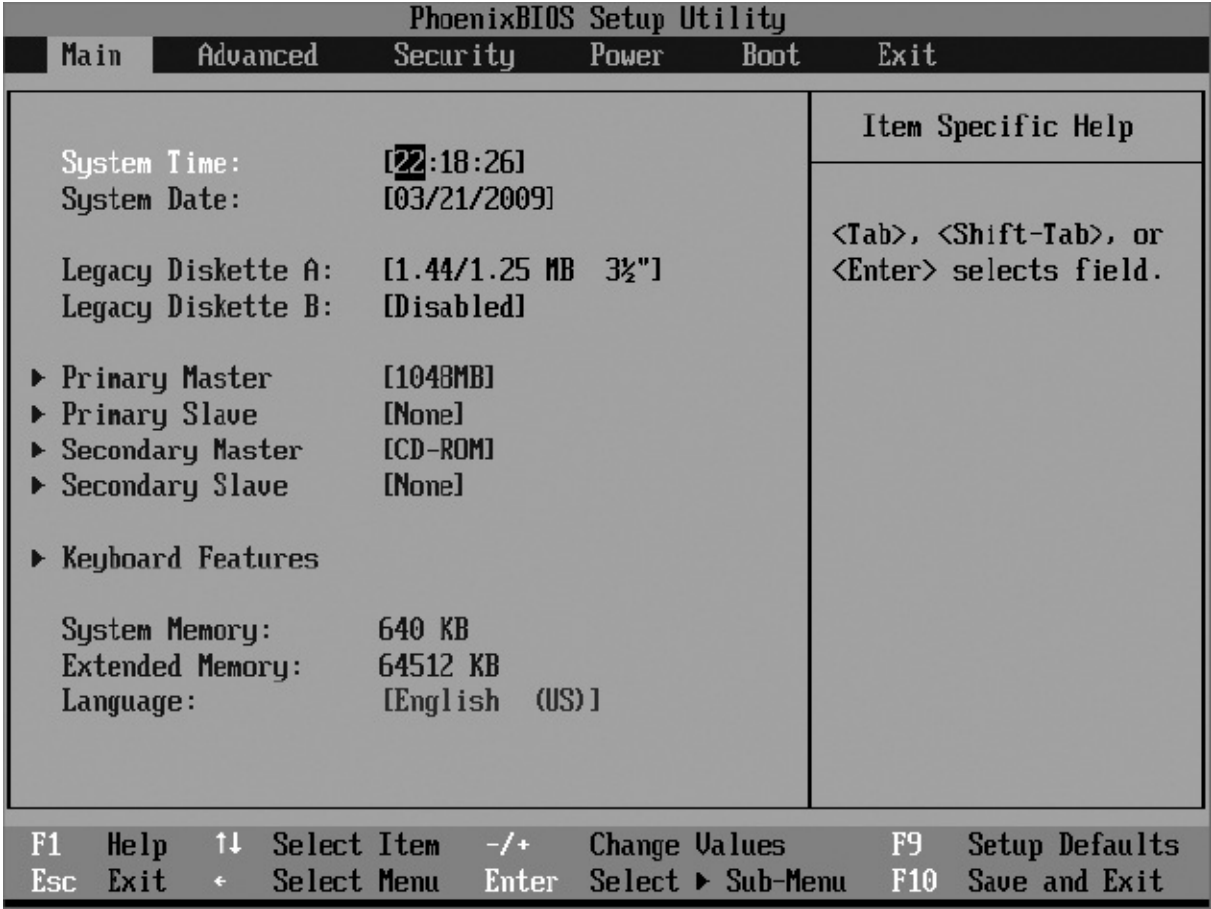 PhoenixBIOS Setup Utility
Main Advanced Security Power Boot Exit
Item Specific Help
System Time: [22:18:26]
System Date: [03/21/2009]
<Tab>, <Shift-Tab>, or
<Enter> selects field.
Legacy Diskette A: [1.44/1.25 MB 3½"]
Legacy Diskette B: [Disabled]
▶ Primary Master [1048MB]
▶ Primary Slave [None]
▶ Secondary Master [CD-ROM]
▶ Secondary Slave [None]
▶ Keyboard Features
System Memory: 640 KB
Extended Memory: 64512 KB
Language: [English (US)]
F1 Help ↑↓ Select Item -/+ Change Values F9 Setup Defaults
Esc Exit ← Select Menu Enter Select ▶ Sub-Menu F10 Save and Exit